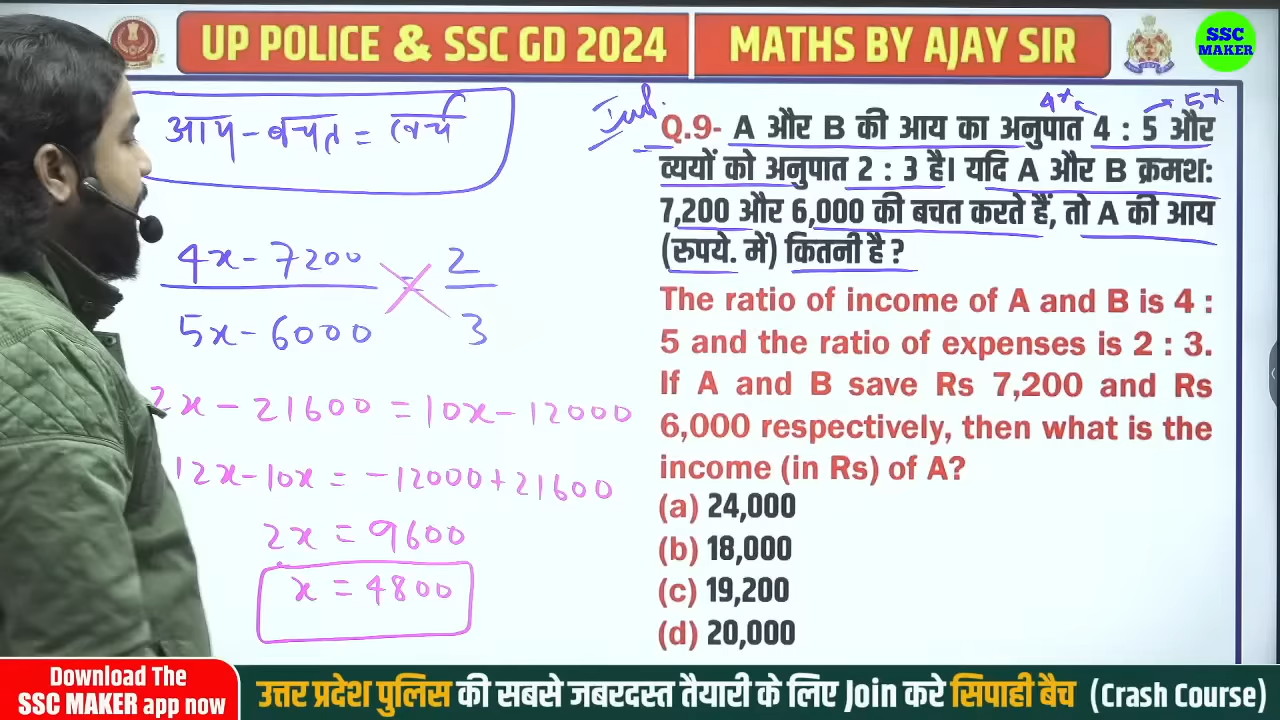 UP POLICE & SSC GD 2024
MATHS BY AJAY SIR
SSC
MAKER
आय - बचत = खर्च
4x 5x
Q.9- A और B की आय का अनुपात 4 : 5 और
व्ययों को अनुपात 2 : 3 है। यदि A और B क्रमश:
7,200 और 6,000 की बचत करते हैं, तो A की आय
(रुपये. में) कितनी है ?
4x - 7200 = 2
5x - 6000 3
2x - 21600 = 10x - 12000
12x - 10x = -12000 + 21600
2x = 9600
x = 4800
The ratio of income of A and B is 4 :
5 and the ratio of expenses is 2 : 3.
If A and B save Rs 7,200 and Rs
6,000 respectively, then what is the
income (in Rs) of A?
(a) 24,000
(b) 18,000
(c) 19,200
(d) 20,000
Download The
SSC MAKER app now
उत्तर प्रदेश पुलिस की सबसे जबरदस्त तैयारी के लिए Join करे सिपाही बैच (Crash Course)